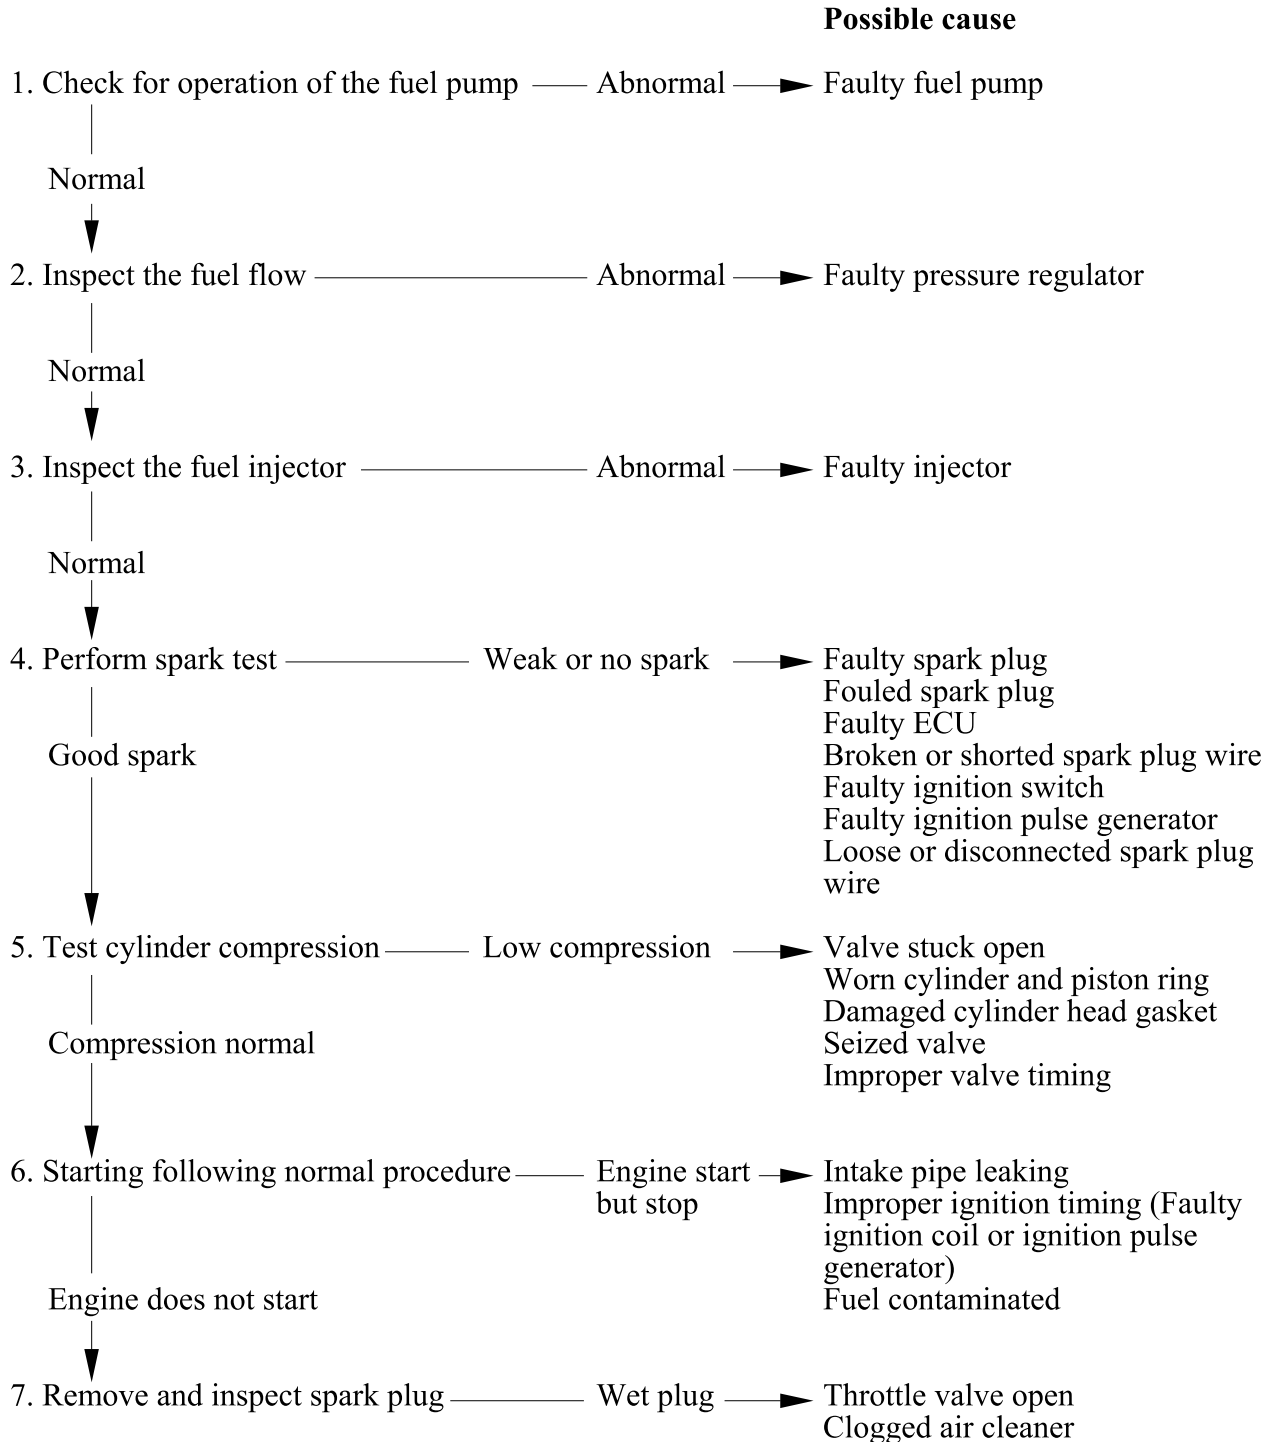 Possible cause
1. Check for operation of the fuel pump Abnormal Faulty fuel pump
Normal
2. Inspect the fuel flow Abnormal Faulty pressure regulator
Normal
3. Inspect the fuel injector Abnormal Faulty injector
Normal
4. Perform spark test Weak or no spark Faulty spark plug
Fouled spark plug
Faulty ECU
Good spark Broken or shorted spark plug wire
Faulty ignition switch
Faulty ignition pulse generator
Loose or disconnected spark plug
wire
5. Test cylinder compression Low compression Valve stuck open
Worn cylinder and piston ring
Damaged cylinder head gasket
Compression normal Seized valve
Improper valve timing
6. Starting following normal procedure Engine start Intake pipe leaking
but stop Improper ignition timing (Faulty
ignition coil or ignition pulse
generator)
Engine does not start Fuel contaminated
7. Remove and inspect spark plug Wet plug Throttle valve open
Clogged air cleaner